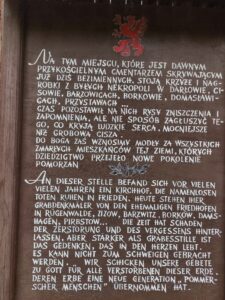 NA TYM MIEJSCU, KTÓRE JEST DAWNYM
PRZYKOŚCIELNYM CMENTARZEM SKRYWAJĄCYM
JUŻ DZIŚ BEZIMIENNYCH, STOJĄ KRZYŻE I NAG-
ROBKI Z BYŁYCH NEKROPOLI W DARŁOWIE, CI-
SOWIE, BARZOWICACH, BORKOWIE, DOMASŁAWI-
CACH, PRZYSTAWACH
CZAS POZOSTAWIŁ NA NICH RYSY ZNISZCZENIA I
ZAPOMNIENIA, ALE NIE SPOSÓB ZAGŁUSZYĆ TE-
GO, CO KRYJĄ LUDZKIE SERCA, MOCNIEJSZE
NIŻ GROBOWA CISZA.
DO BOGA ZAŚ WZNOSIMY MODŁY ZA WSZYSTKICH
ZMARŁYCH MIESZKAŃCÓW TEJ ZIEMI, KTÓRYCH
DZIEDZICTWO PRZEJĘŁO NOWE POKOLENIE
POMORZAN
AN DIESER STELLE BEFAND SICH VOR VIELEN
VIELEN JAHREN EIN KIRCHHOF, DIE NAMENLOSEN
TOTEN RUHEN IN FRIEDEN. HEUTE STEHEN HIER
GRABDENKMÄLER VON DEN EHEMALIGEN FRIEDHÖFEN
IN RÜGENWALDE, ZIZOW, BARZWITZ, BORKOW, DAMS-
HAGEN, PIRBSTOW... DIE ZEIT HAT SCHÄDEN
DER ZERSTÖRUNG UND DES VERGESSENS HINTER-
LASSEN, ABER STÄRKER ALS GRABESSTILLE IST
DAS GEDENKEN, DAS IN DEN HERZEN LEBT.
ES KANN NICHT ZUM SCHWEIGEN GEBRACHT
WERDEN. WIR SCHICKEN UNSERE GEBETE
ZU GOTT FÜR ALLE VERSTORBENEN DIESER ERDE,
DEREN ERBE EINE NEUE GENERATION „POMMER-
SCHER MENSCHEN" ÜBERNOMMEN HAT